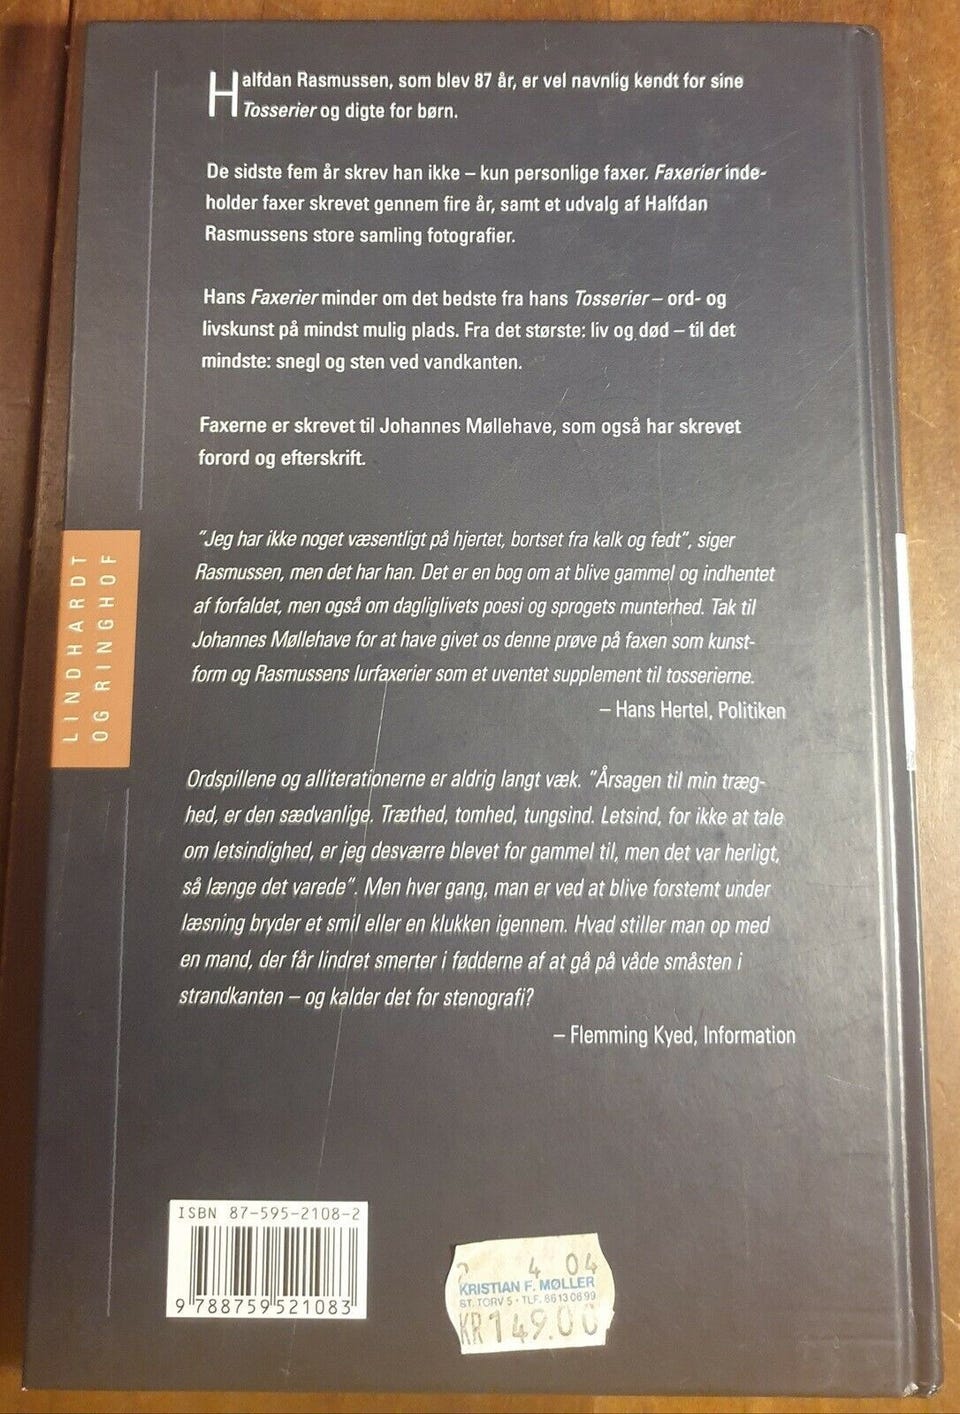 Halfdan Rasmussen, som blev 87 år, er vel navnlig kendt for sine
Tosserier og digte for børn.
De sidste fem år skrev han ikke – kun personlige faxer. Faxerier inde-
holder faxer skrevet gennem fire år, samt et udvalg af Halfdan
Rasmussens store samling fotografier.
Hans Faxerier minder om det bedste fra hans Tosserier – ord- og
livskunst på mindst mulig plads. Fra det største: liv og død – til det
mindste: snegl og sten ved vandkanten.
Faxerne er skrevet til Johannes Møllehave, som også har skrevet
forord og efterskrift.
"Jeg har ikke noget væsentligt på hjertet, bortset fra kalk og fedt", siger
Rasmussen, men det har han. Det er en bog om at blive gammel og indhentet
af forfaldet, men også om dagliglivets poesi og sprogets munterhed. Tak til
Johannes Møllehave for at have givet os denne prøve på faxen som kunst-
form og Rasmussens lurfaxerier som et uventet supplement til tosserierne.
– Hans Hertel, Politiken
Ordspillene og alliterationerne er aldrig langt væk. "Årsagen til min træg-
hed, er den sædvanlige. Træthed, tomhed, tungsind. Letsind, for ikke at tale
om letsindighed, er jeg desværre blevet for gammel til, men det var herligt,
så længe det varede". Men hver gang, man er ved at blive forstemt under
læsning bryder et smil eller en klukken igennem. Hvad stiller man op med
en mand, der får lindret smerter i fødderne af at gå på våde småsten i
strandkanten – og kalder det for stenografi?
– Flemming Kyed, Information
LINDHARDT
OG RINGHOF
ISBN 87-595-2108-2
9 788759 521083
4 04
KRISTIAN F. MØLLER
ST. TORV 5 · TLF. 86130699
KR149.00